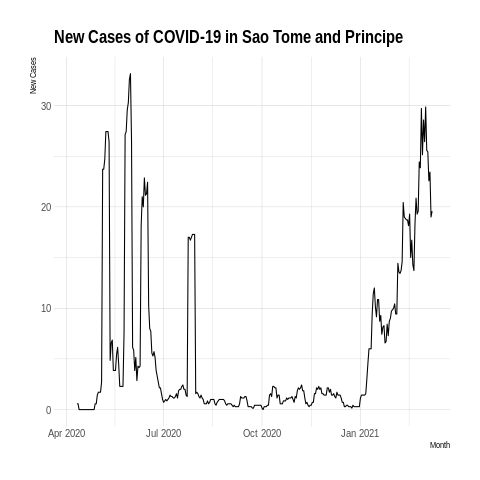 New Cases of COVID-19 in Sao Tome and Principe
New Cases
30
20
10
0
Apr 2020 Jul 2020 Oct 2020 Jan 2021
Month